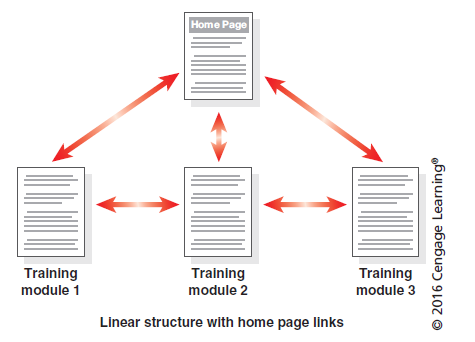 Home Page
Training
module 1
Training
module 2
Training
module 3
Linear structure with home page links
© 2016 Cengage Learning®